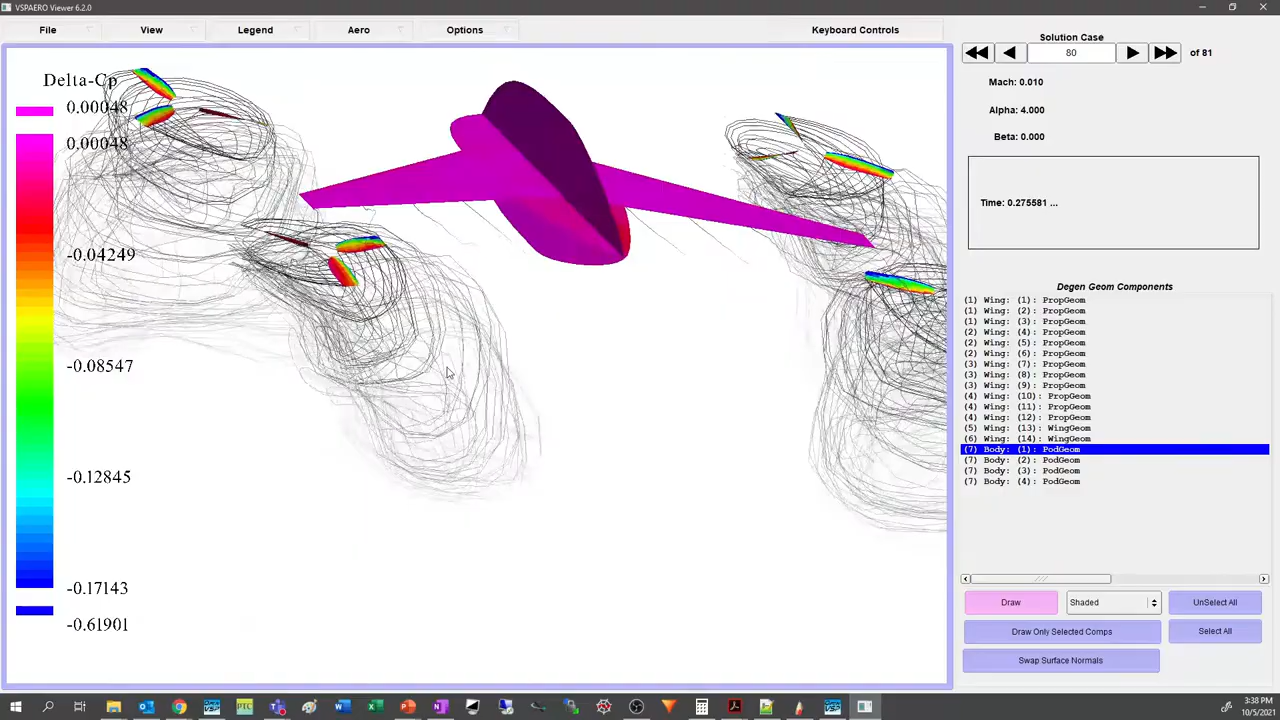 VSPAERO Viewer 6.2.0
File
View
Legend
Aero
Options
Keyboard Controls
Delta-Cp
0.00048
0.00048
-0.04249
-0.08547
-0.12845
-0.17143
-0.61901
Solution Case
80
of 81
Mach: 0.010
Alpha: 4.000
Beta: 0.000
Time: 0.275581 ...
Degen Geom Components
(1) Wing: (1): PropGeom
(1) Wing: (2): PropGeom
(1) Wing: (3): PropGeom
(2) Wing: (4): PropGeom
(2) Wing: (5): PropGeom
(2) Wing: (6): PropGeom
(3) Wing: (7): PropGeom
(3) Wing: (8): PropGeom
(3) Wing: (9): PropGeom
(4) Wing: (10): PropGeom
(4) Wing: (11): PropGeom
(4) Wing: (12): PropGeom
(5) Wing: (13): WingGeom
(6) Wing: (14): WingGeom
(7) Body: (1): PodGeom
(7) Body: (2): PodGeom
(7) Body: (3): PodGeom
(7) Body: (4): PodGeom
Draw
Shaded
UnSelect All
Draw Only Selected Comps
Select All
Swap Surface Normals
PTC
3:38 PM
10/5/2021